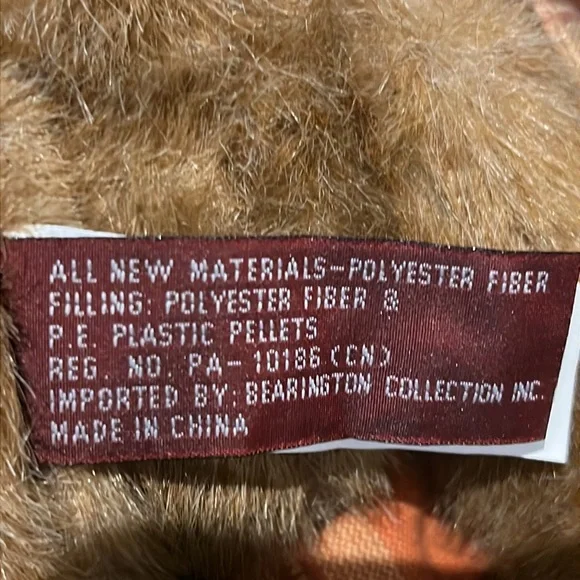 ALL NEW MATERIALS-POLYESTER FIBER
FILLING: POLYESTER FIBER &
P.E. PLASTIC PELLETS
REG. NO. PA-10186(CN)
IMPORTED BY: BEARINGTON COLLECTION INC.
MADE IN CHINA